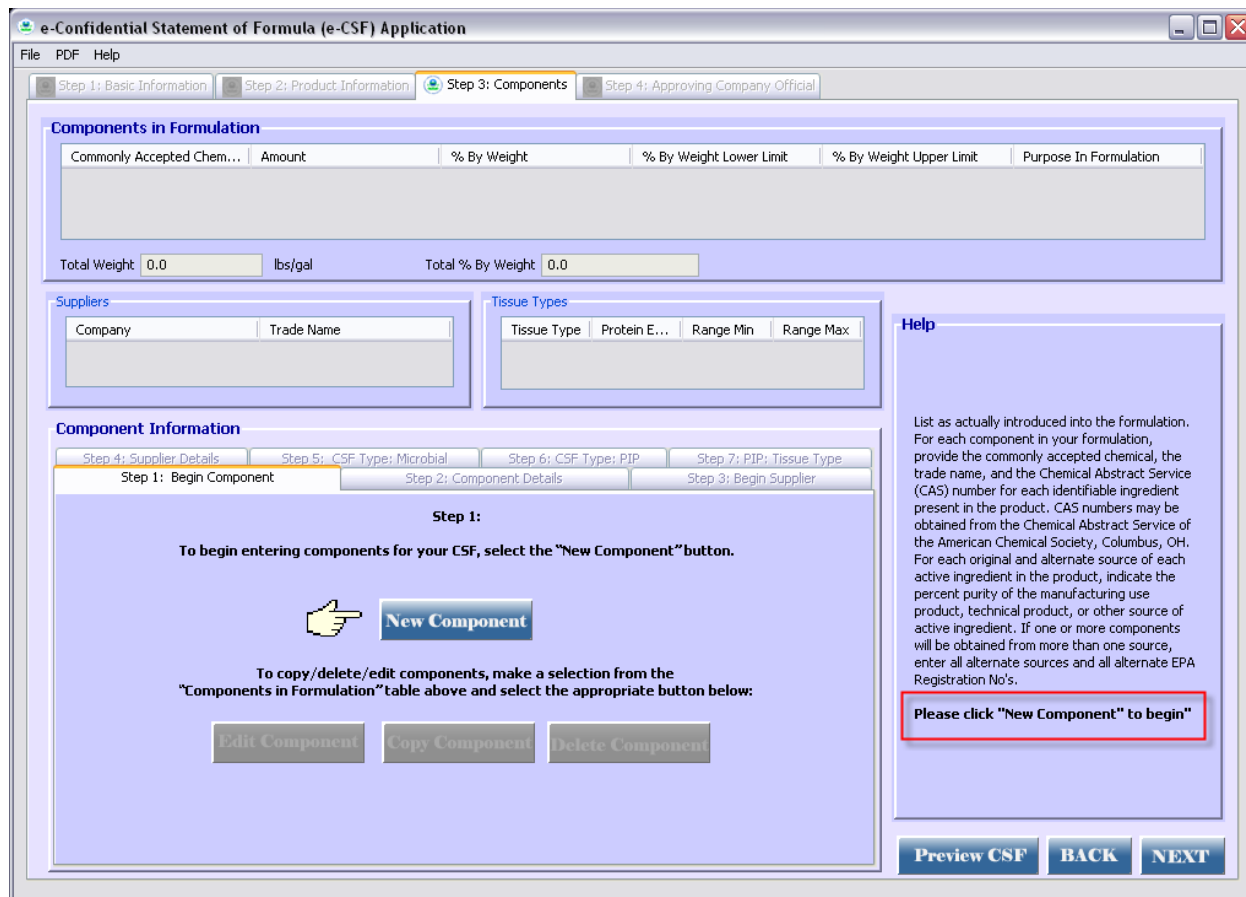 e-Confidential Statement of Formula (e-CSF) Application
File PDF Help
Step 1: Basic Information Step 2: Product Information Step 3: Components Step 4: Approving Company Official
Components in Formulation
Commonly Accepted Chem... Amount % By Weight % By Weight Lower Limit % By Weight Upper Limit Purpose In Formulation
Total Weight 0.0 lbs/gal Total % By Weight 0.0
Suppliers
Company Trade Name
Tissue Types
Tissue Type Protein E... Range Min Range Max
Component Information
Step 4: Supplier Details Step 5: CSF Type: Microbial Step 6: CSF Type: PIP Step 7: PIP: Tissue Type
Step 1: Begin Component Step 2: Component Details Step 3: Begin Supplier
Step 1:
To begin entering components for your CSF, select the "New Component" button.
New Component
To copy/delete/edit components, make a selection from the
"Components in Formulation" table above and select the appropriate button below:
Edit Component Copy Component Delete Component
Help
List as actually introduced into the formulation.
For each component in your formulation,
provide the commonly accepted chemical, the
trade name, and the Chemical Abstract Service
(CAS) number for each identifiable ingredient
present in the product. CAS numbers may be
obtained from the Chemical Abstract Service of
the American Chemical Society, Columbus, OH.
For each original and alternate source of each
active ingredient in the product, indicate the
percent purity of the manufacturing use
product, technical product, or other source of
active ingredient. If one or more components
will be obtained from more than one source,
enter all alternate sources and all alternate EPA
Registration No's.
Please click "New Component" to begin"
Preview CSF BACK NEXT